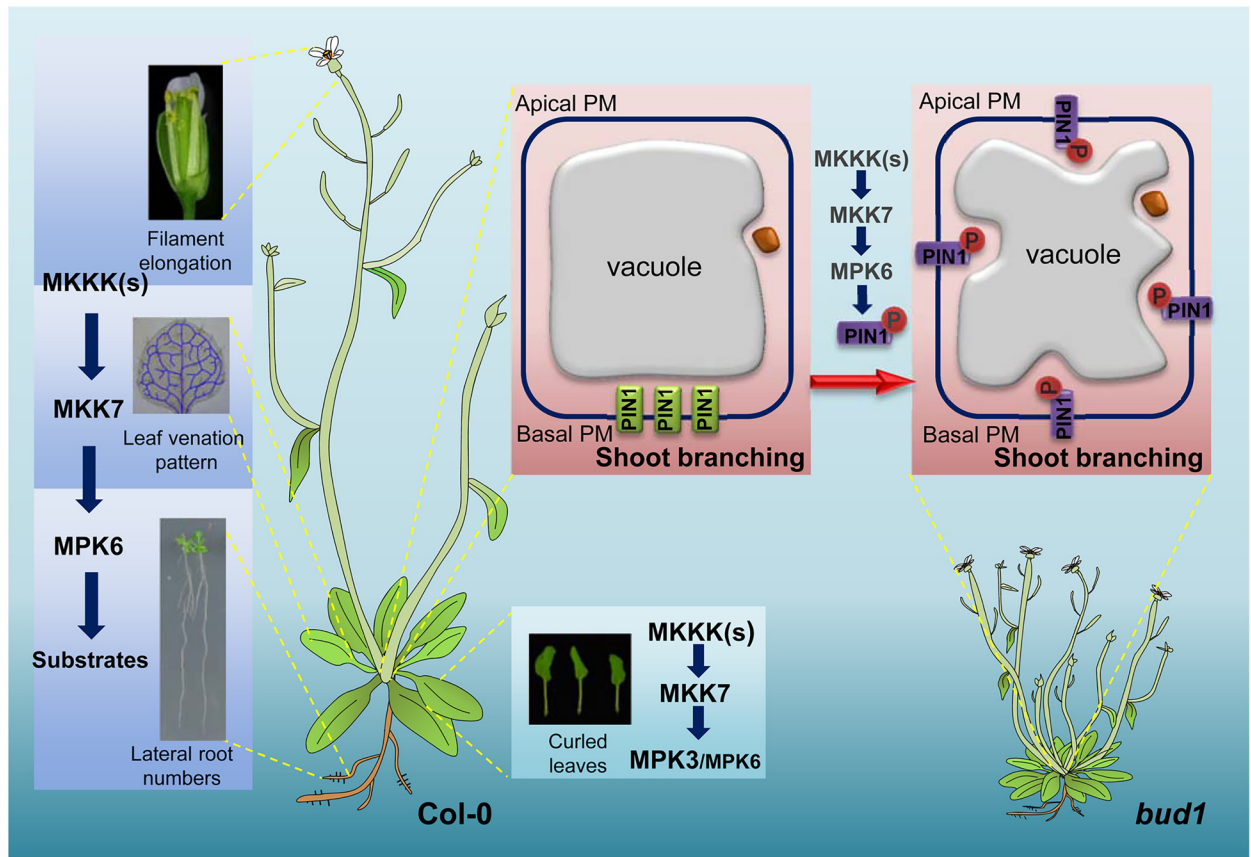 Filament
elongation
MKKK(s)
MKK7
Leaf venation
pattern
MPK6
Substrates
Lateral root
numbers
Col-0
Apical PM
vacuole
PIN1
PIN1
PIN1
Basal PM
Shoot branching
MKKK(s)
MKK7
MPK6
PIN1
P
Apical PM
PIN1
P
PIN1
P
vacuole
P
PIN1
P
PIN1
Basal PM
Shoot branching
Curled
leaves
MKKK(s)
MKK7
MPK3/MPK6
bud1